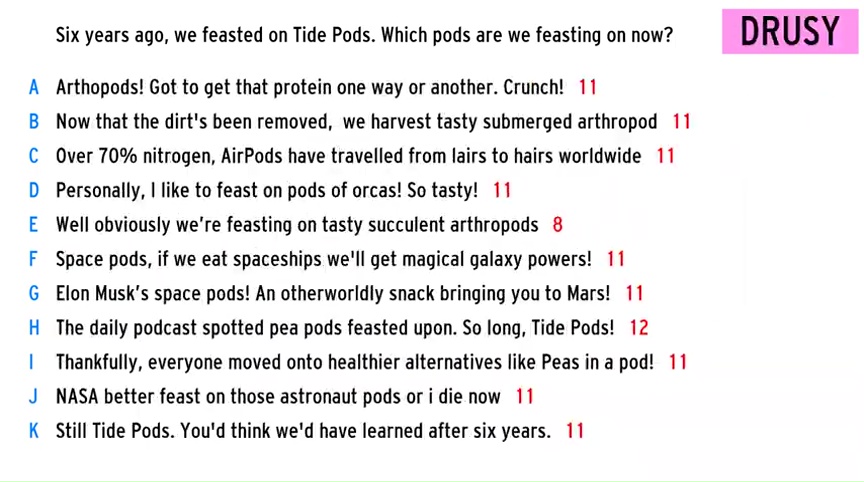 Six years ago, we feasted on Tide Pods. Which pods are we feasting on now?
DRUSY
A Arthopods! Got to get that protein one way or another. Crunch! 11
B Now that the dirt's been removed, we harvest tasty submerged arthropod 11
C Over 70% nitrogen, AirPods have travelled from lairs to hairs worldwide 11
D Personally, I like to feast on pods of orcas! So tasty! 11
E Well obviously we're feasting on tasty succulent arthropods 8
F Space pods, if we eat spaceships we'll get magical galaxy powers! 11
G Elon Musk's space pods! An otherworldly snack bringing you to Mars! 11
H The daily podcast spotted pea pods feasted upon. So long, Tide Pods! 12
I Thankfully, everyone moved onto healthier alternatives like Peas in a pod! 11
J NASA better feast on those astronaut pods or i die now 11
K Still Tide Pods. You'd think we'd have learned after six years. 11